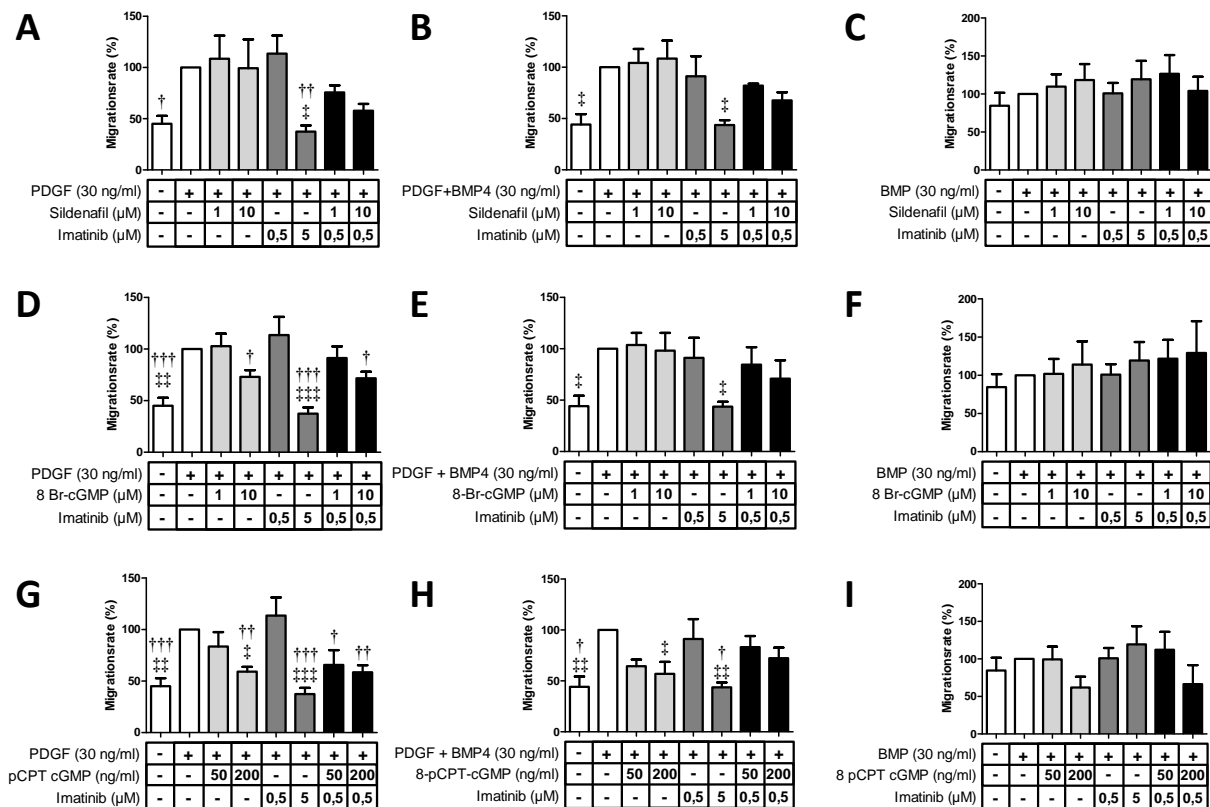 A
Migrationsrate (%)
150
100
50
0
†
††
‡
PDGF (30 ng/ml) - + + + + + + +
Sildenafil (µM) - - 1 10 - - 1 10
Imatinib (µM) - - - - 0,5 5 0,5 0,5
B
Migrationsrate (%)
150
100
50
0
‡
‡
PDGF+BMP4 (30 ng/ml) - + + + + + + +
Sildenafil (µM) - - 1 10 - - 1 10
Imatinib (µM) - - - - 0,5 5 0,5 0,5
C
Migrationsrate (%)
200
150
100
50
0
BMP (30 ng/ml) - + + + + + + +
Sildenafil (µM) - - 1 10 - - 1 10
Imatinib (µM) - - - - 0,5 5 0,5 0,5
D
Migrationsrate (%)
150
100
50
0
†††
‡‡
†
†††
‡‡‡
†
PDGF (30 ng/ml) - + + + + + + +
8 Br-cGMP (µM) - - 1 10 - - 1 10
Imatinib (µM) - - - - 0,5 5 0,5 0,5
E
Migrationsrate (%)
150
100
50
0
‡
‡
PDGF + BMP4 (30 ng/ml) - + + + + + + +
8-Br-cGMP (µM) - - 1 10 - - 1 10
Imatinib (µM) - - - - 0,5 5 0,5 0,5
F
Migrationsrate (%)
200
150
100
50
0
BMP (30 ng/ml) - + + + + + + +
8 Br-cGMP (µM) - - 1 10 - - 1 10
Imatinib (µM) - - - - 0,5 5 0,5 0,5
G
Migrationsrate (%)
150
100
50
0
†††
‡‡
††
‡
†††
‡‡‡
†
††
PDGF (30 ng/ml) - + + + + + + +
pCPT cGMP (ng/ml) - - 50 200 - - 50 200
Imatinib (µM) - - - - 0,5 5 0,5 0,5
H
Migrationsrate (%)
150
100
50
0
†
‡‡
‡
†
‡‡
PDGF + BMP4 (30 ng/ml) - + + + + + + +
8-pCPT-cGMP (ng/ml) - - 50 200 - - 50 200
Imatinib (µM) - - - - 0,5 5 0,5 0,5
I
Migrationsrate (%)
200
150
100
50
0
BMP (30 ng/ml) - + + + + + + +
8 pCPT cGMP (ng/ml) - - 50 200 - - 50 200
Imatinib (µM) - - - - 0,5 5 0,5 0,5